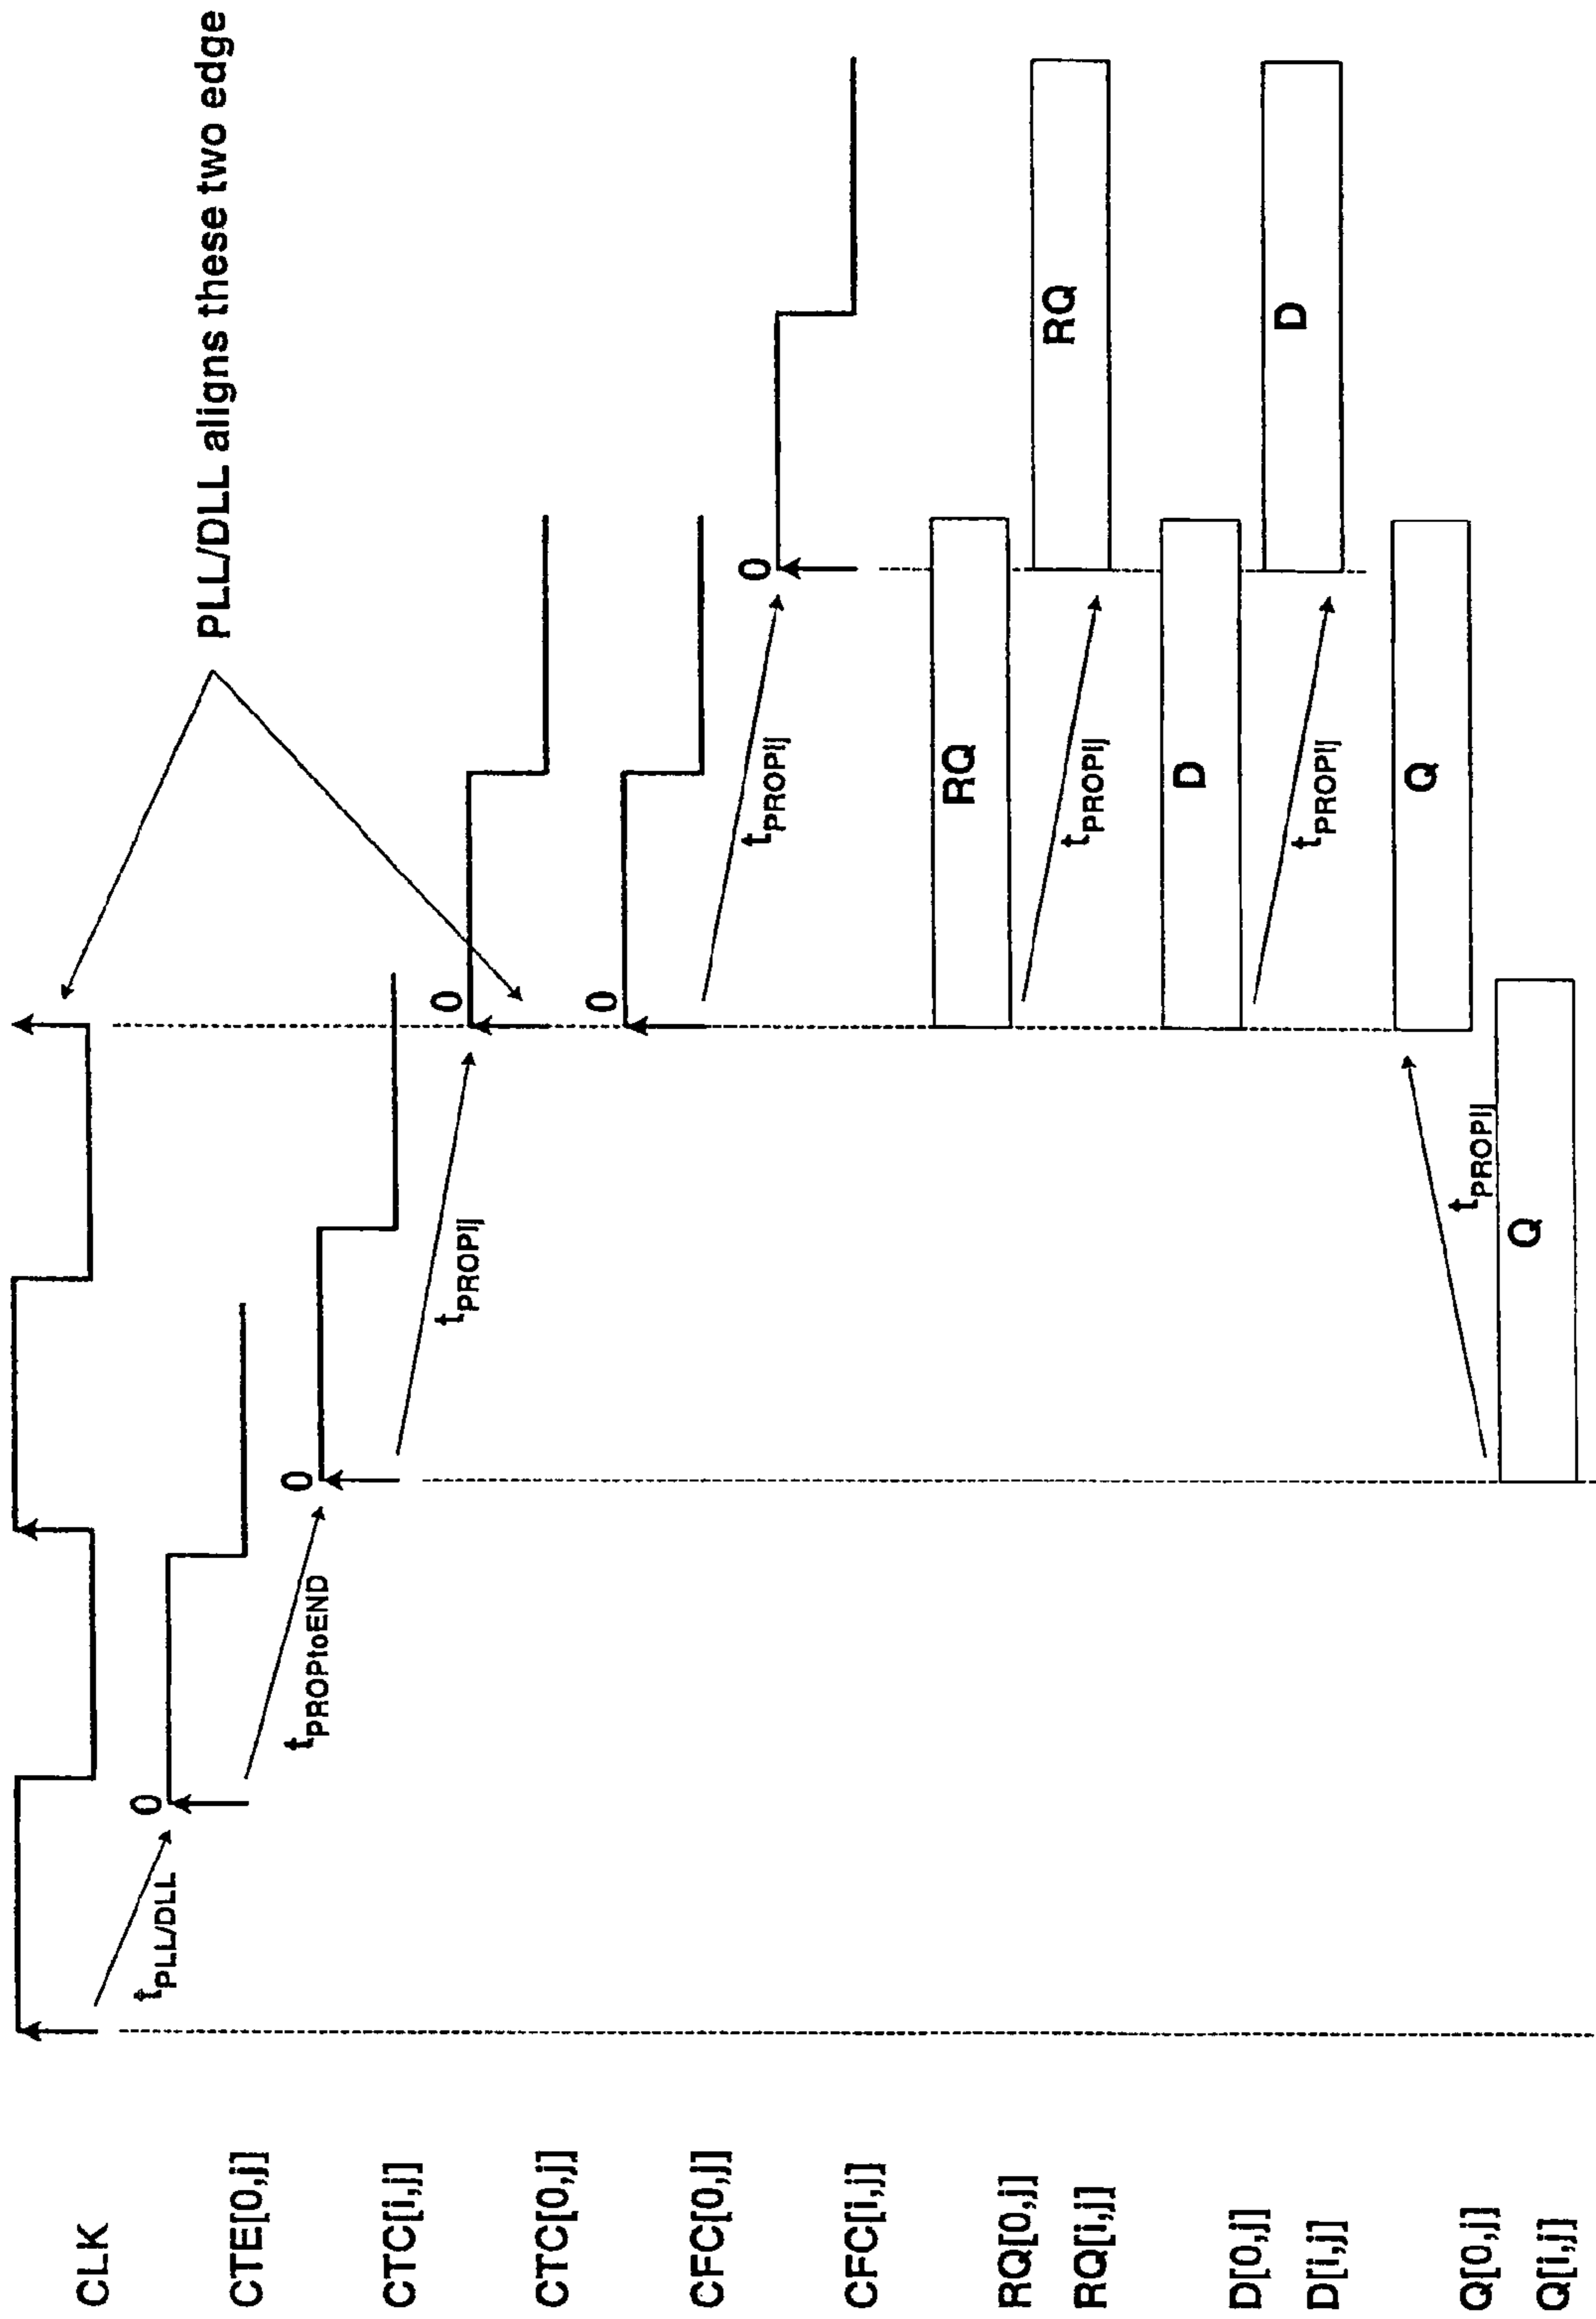 PLL/DLL aligns these two edge
CLK
tPLL/DLL
0
CTE[0,j]
tPROPtoEND
0
CTC[i,j]
tPROPij
0
CTC[0,j]
0
CFC[0,j]
tPROPij
0
CFC[i,j]
RQ
RQ[0,j]
tPROPij
RQ
RQ[i,j]
D
D[0,j]
tPROPij
D
D[i,j]
Q
Q[0,j]
tPROPij
Q
Q[i,j]